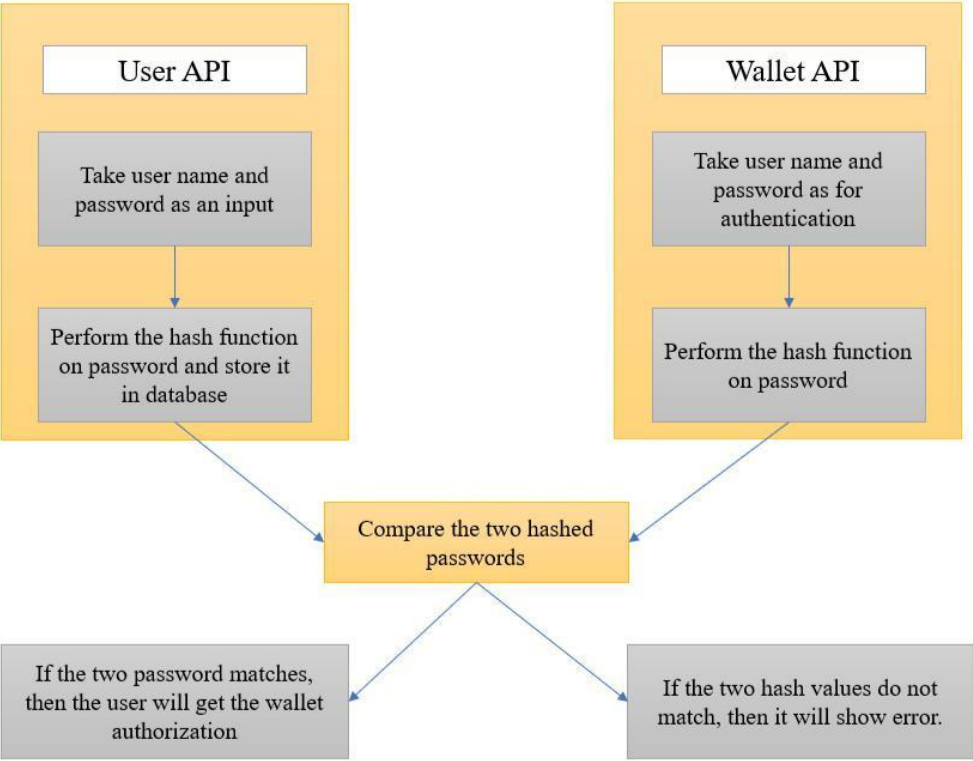 User API
Take user name and
password as an input
Perform the hash function
on password and store it
in database
Wallet API
Take user name and
password as for
authentication
Perform the hash function
on password
Compare the two hashed
passwords
If the two password matches,
then the user will get the wallet
authorization
If the two hash values do not
match, then it will show error.